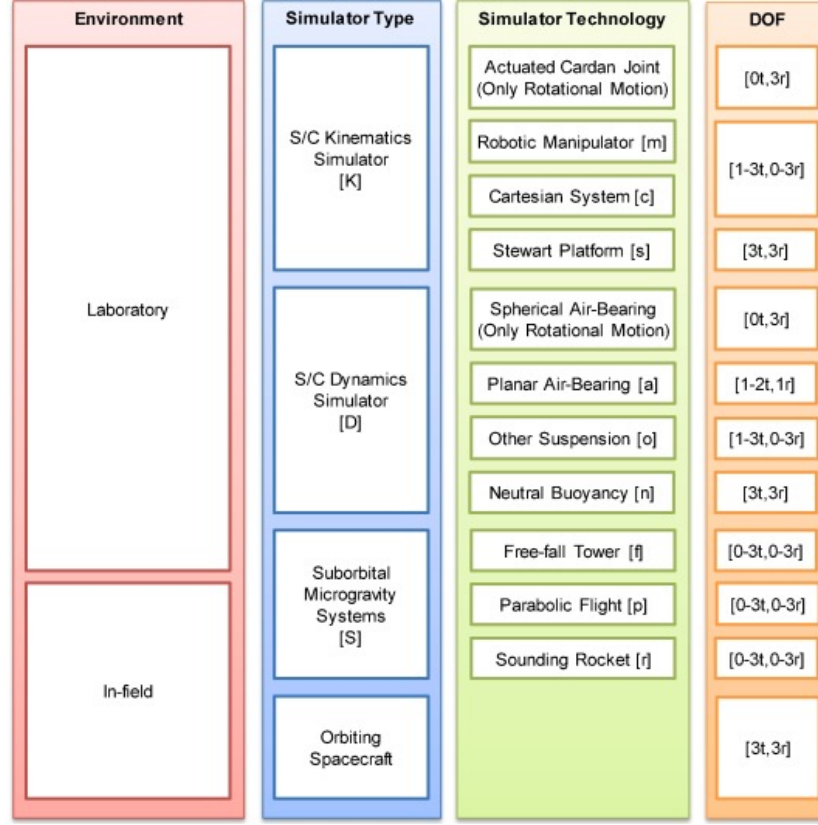 Environment
Simulator Type
Simulator Technology
DOF
Laboratory
In-field
S/C Kinematics
Simulator
[K]
S/C Dynamics
Simulator
[D]
Suborbital
Microgravity
Systems
[S]
Orbiting
Spacecraft
Actuated Cardan Joint
(Only Rotational Motion)
Robotic Manipulator [m]
Cartesian System [c]
Stewart Platform [s]
Spherical Air-Bearing
(Only Rotational Motion)
Planar Air-Bearing [a]
Other Suspension [o]
Neutral Buoyancy [n]
Free-fall Tower [f]
Parabolic Flight [p]
Sounding Rocket [r]
[0t,3r]
[1-3t,0-3r]
[3t,3r]
[0t,3r]
[1-2t,1r]
[1-3t,0-3r]
[3t,3r]
[0-3t,0-3r]
[0-3t,0-3r]
[0-3t,0-3r]
[3t,3r]